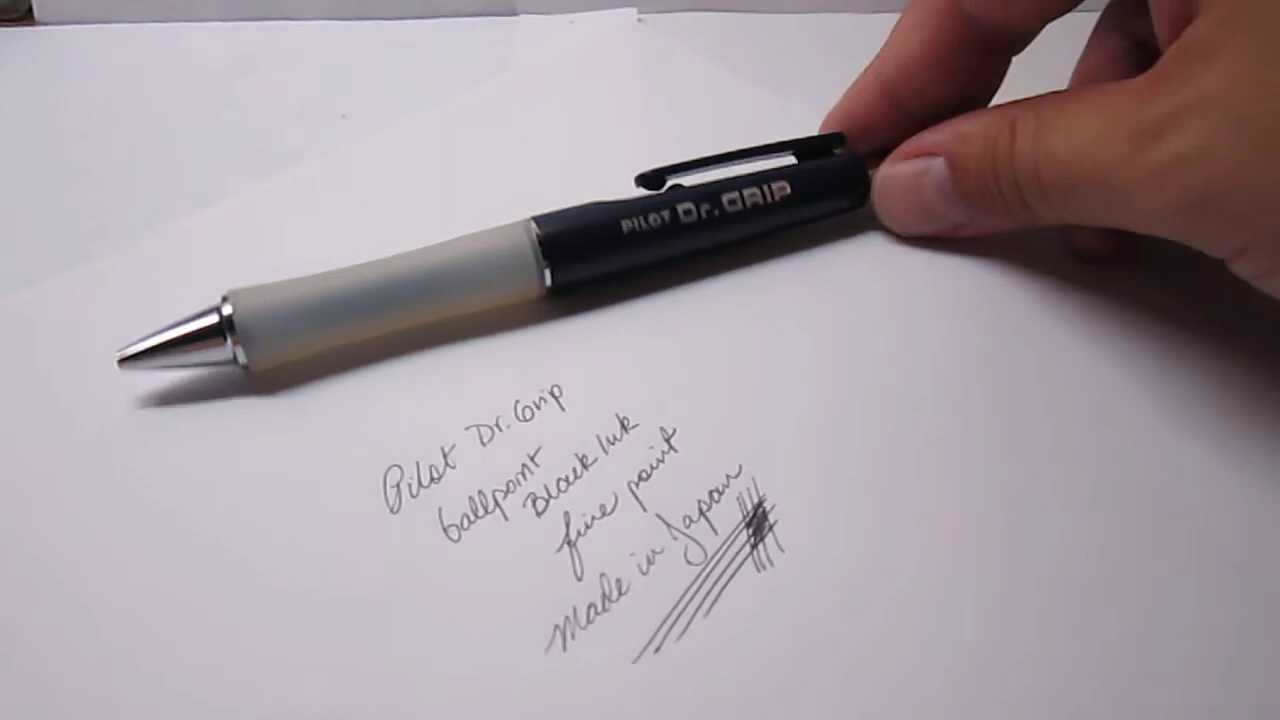 PILOT Dr. GRIP
Pilot Dr. Grip
ballpoint
Black Ink
fine point
Made in Japan